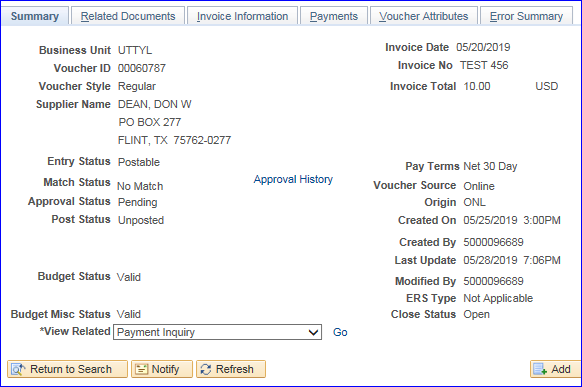 Summary Related Documents Invoice Information Payments Voucher Attributes Error Summary
Business Unit UTTYL
Invoice Date 05/20/2019
Voucher ID 00060787
Invoice No TEST 456
Voucher Style Regular
Invoice Total 10.00 USD
Supplier Name DEAN, DON W
PO BOX 277
FLINT, TX 75762-0277
Entry Status Postable
Pay Terms Net 30 Day
Match Status No Match
Approval History
Voucher Source Online
Approval Status Pending
Origin ONL
Post Status Unposted
Created On 05/25/2019 3:00PM
Created By 5000096689
Last Update 05/28/2019 7:06PM
Budget Status Valid
Modified By 5000096689
ERS Type Not Applicable
Budget Misc Status Valid
Close Status Open
*View Related Payment Inquiry Go
Return to Search Notify Refresh Add